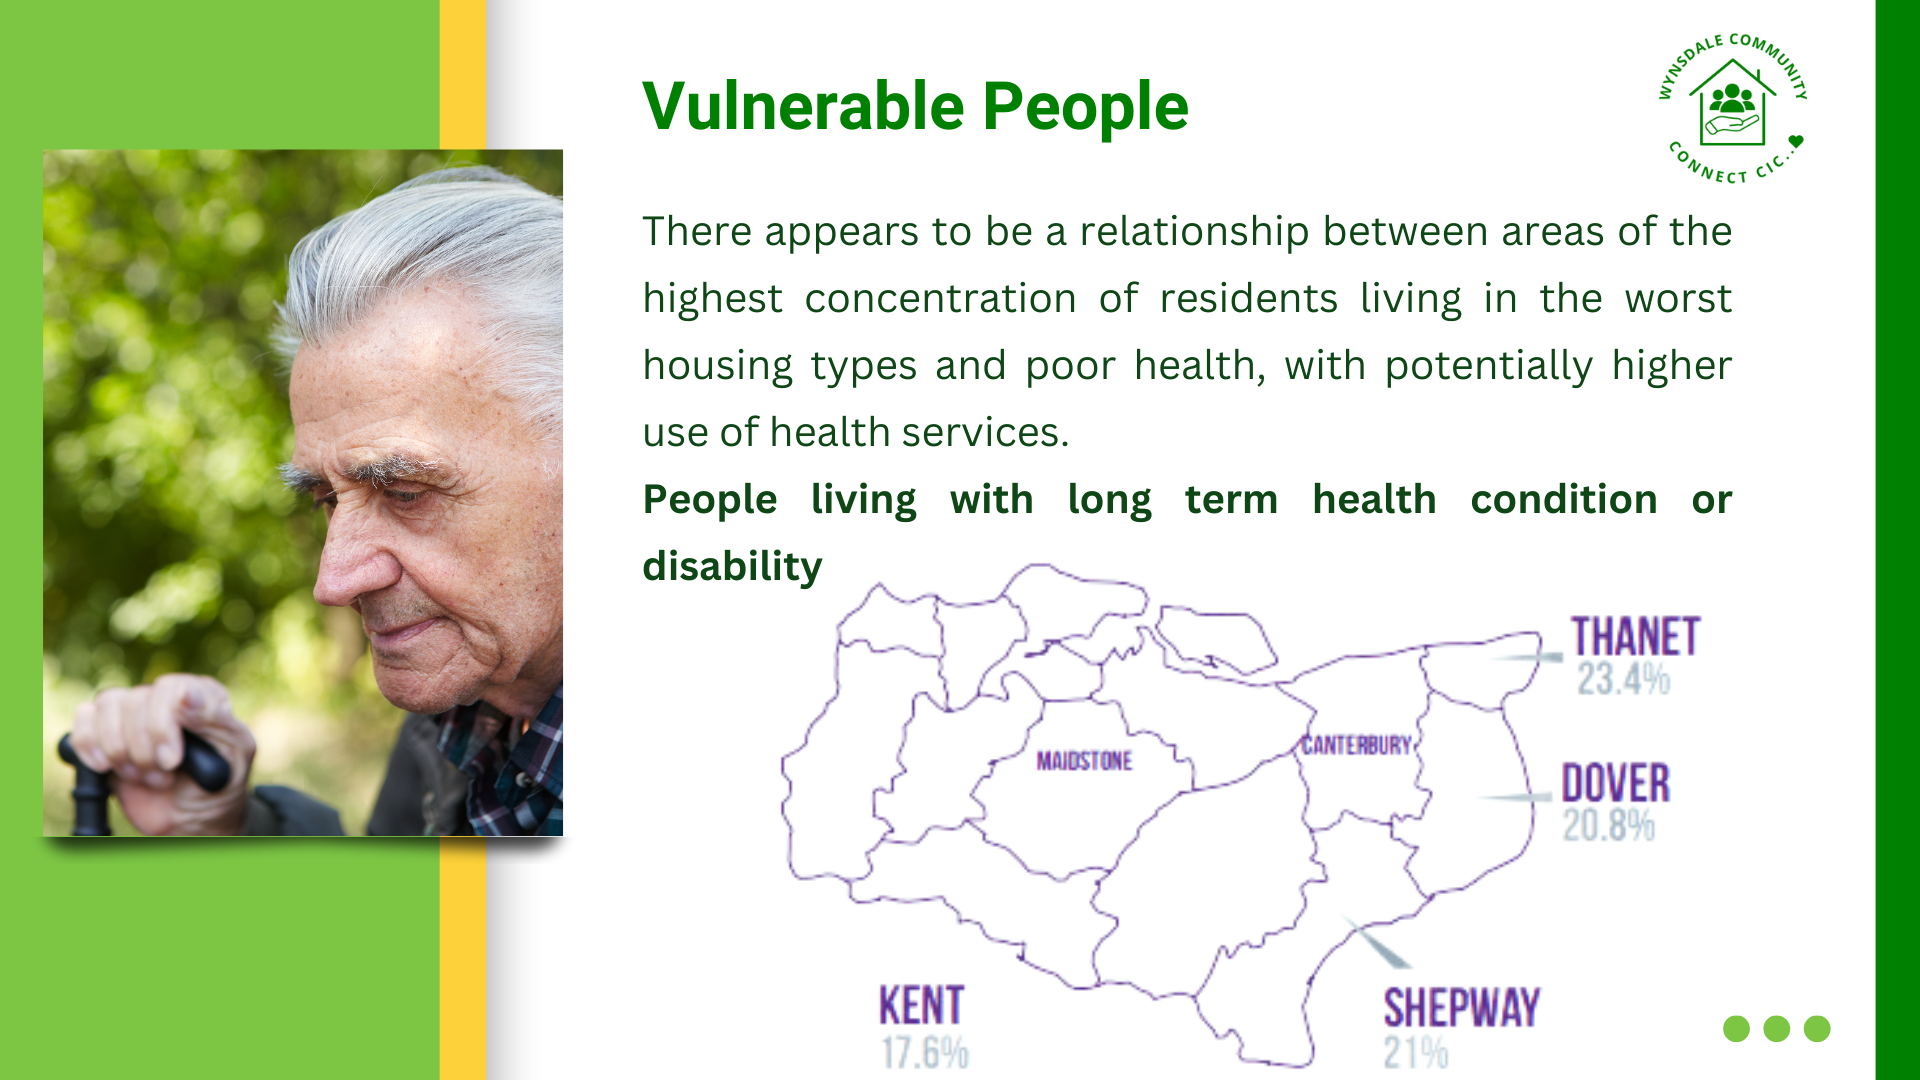 Vulnerable People
WYNSDALE COMMUNITY
CONNECT CIC..
There appears to be a relationship between areas of the
highest concentration of residents living in the worst
housing types and poor health, with potentially higher
use of health services.
People living with long term health condition or
disability
THANET
23.4%
MAIDSTONE
CANTERBURY
DOVER
20.8%
KENT
17.6%
SHEPWAY
21%